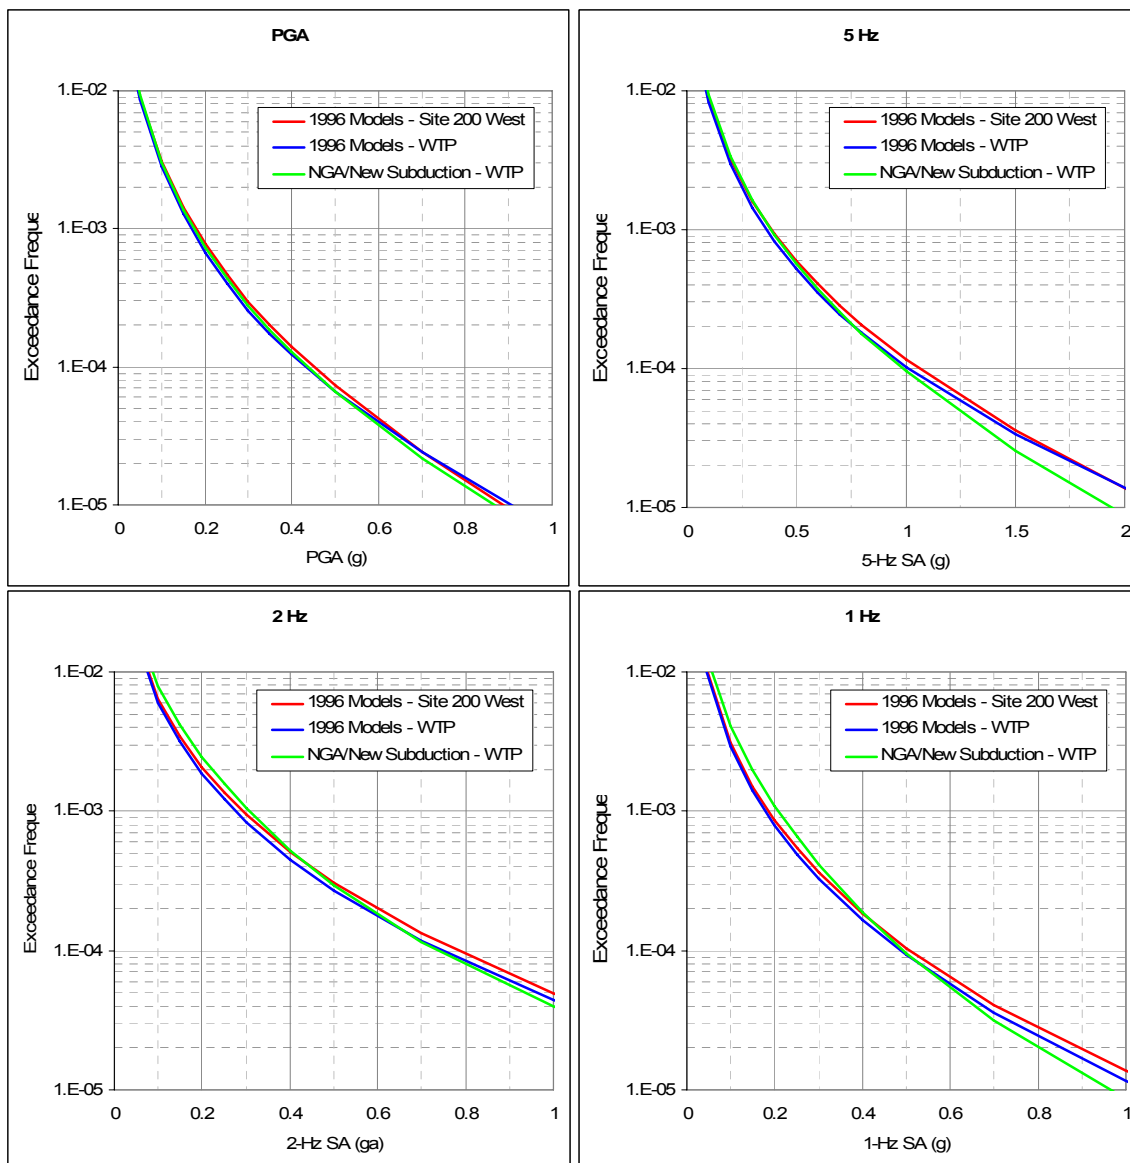 PGA
1.E-02
1.E-03
1.E-04
1.E-05
Exceedance Freque
1996 Models - Site 200 West
1996 Models - WTP
NGA/New Subduction - WTP
0 0.2 0.4 0.6 0.8 1
PGA (g)
5 Hz
1.E-02
1.E-03
1.E-04
1.E-05
Exceedance Freque
1996 Models - Site 200 West
1996 Models - WTP
NGA/New Subduction - WTP
0 0.5 1 1.5 2
5-Hz SA (g)
2 Hz
1.E-02
1.E-03
1.E-04
1.E-05
Exceedance Freque
1996 Models - Site 200 West
1996 Models - WTP
NGA/New Subduction - WTP
0 0.2 0.4 0.6 0.8 1
2-Hz SA (ga)
1 Hz
1.E-02
1.E-03
1.E-04
1.E-05
Exceedance Freque
1996 Models - Site 200 West
1996 Models - WTP
NGA/New Subduction - WTP
0 0.2 0.4 0.6 0.8 1
1-Hz SA (g)